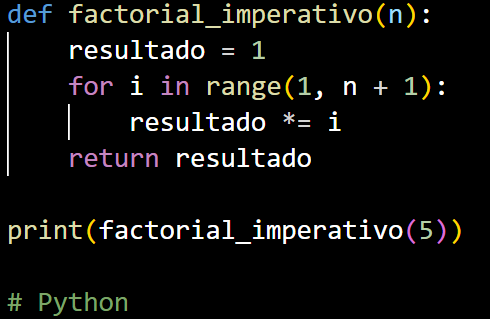 def factorial_imperativo(n):
    resultado = 1
    for i in range(1, n + 1):
        resultado *= i
    return resultado

print(factorial_imperativo(5))

# Python